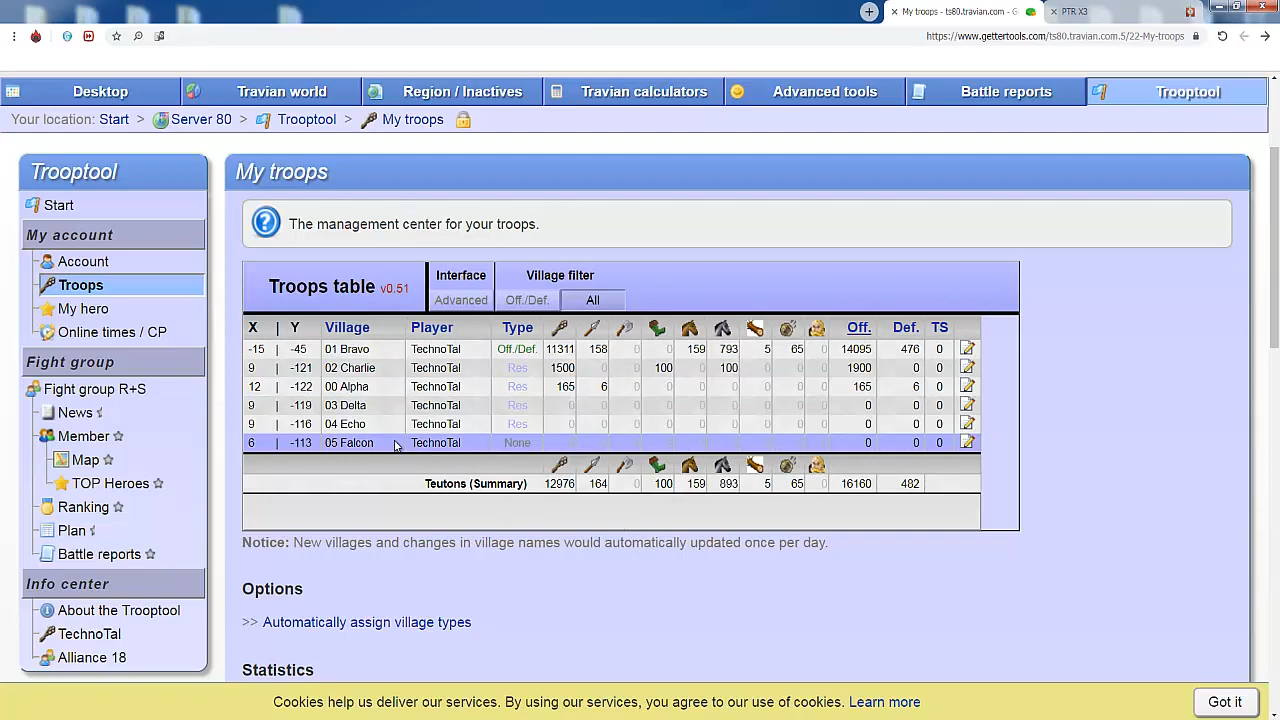 My troops - ts80.travian.com - G
PTR X3
https://www.gettertools.com/ts80.travian.com.5/22-My-troops
Desktop
Travian world
Region / Inactives
Travian calculators
Advanced tools
Battle reports
Trooptool
Your location: Start > Server 80 > Trooptool > My troops
Trooptool
Start
My account
Account
Troops
My hero
Online times / CP
Fight group
Fight group R+S
News
Member
Map
TOP Heroes
Ranking
Plan
Battle reports
Info center
About the Trooptool
TechnoTal
Alliance 18
My troops
The management center for your troops.
Troops table v0.51
Interface
Village filter
Advanced
Off./Def.
All
X | Y Village Player Type Off. Def. TS
-15 | -45 01 Bravo TechnoTal Off./Def. 11311 158 0 0 159 793 5 65 0 14095 476 0
9 | -121 02 Charlie TechnoTal Res 1500 0 0 100 0 100 0 0 0 1900 0 0
12 | -122 00 Alpha TechnoTal Res 165 6 0 0 0 0 0 0 0 165 6 0
9 | -119 03 Delta TechnoTal Res 0 0 0 0 0 0 0 0 0 0 0 0
9 | -116 04 Echo TechnoTal Res 0 0 0 0 0 0 0 0 0 0 0 0
6 | -113 05 Falcon TechnoTal None 0 0 0 0 0 0 0 0 0 0 0 0
Teutons (Summary) 12976 164 0 100 159 893 5 65 0 16160 482
Notice: New villages and changes in village names would automatically updated once per day.
Options
>> Automatically assign village types
Statistics
Cookies help us deliver our services. By using our services, you agree to our use of cookies. Learn more
Got it